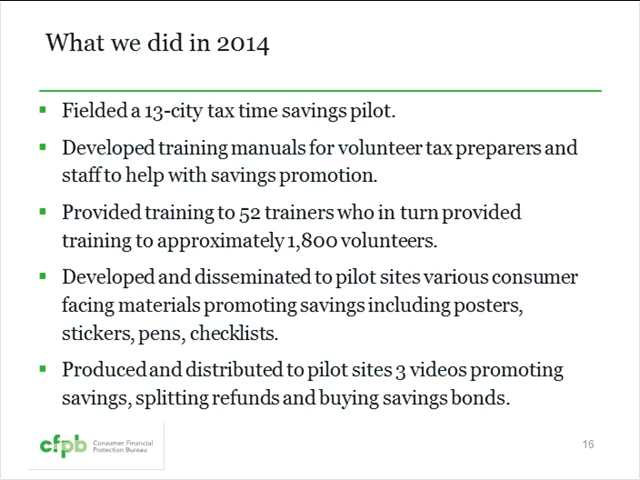 What we did in 2014
▪ Fielded a 13-city tax time savings pilot.
▪ Developed training manuals for volunteer tax preparers and
staff to help with savings promotion.
▪ Provided training to 52 trainers who in turn provided
training to approximately 1,800 volunteers.
▪ Developed and disseminated to pilot sites various consumer
facing materials promoting savings including posters,
stickers, pens, checklists.
▪ Produced and distributed to pilot sites 3 videos promoting
savings, splitting refunds and buying savings bonds.
cfpb Consumer Financial
Protection Bureau
16